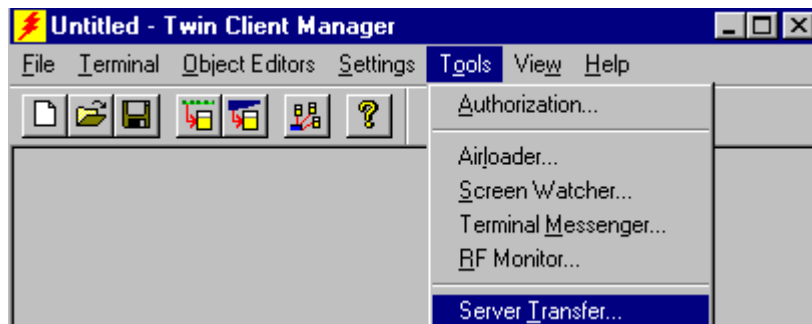 Untitled - Twin Client Manager
File Terminal Object Editors Settings Tools View Help
Authorization...
Airloader...
Screen Watcher...
Terminal Messenger...
RF Monitor...
Server Transfer...